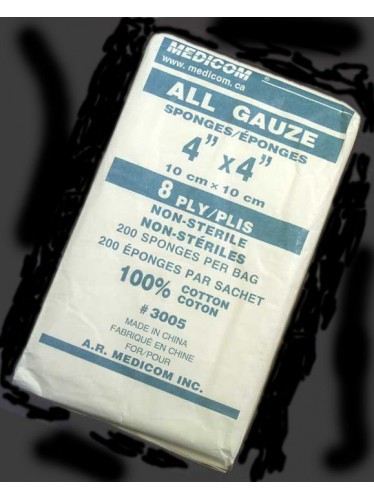 MEDICOM
www. medicom.ca
ALL GAUZE
SPONGES/ÉPONGES
4" x 4"
10 cm x 10 cm
8 PLY/PLIS
NON-STERILE
NON-STÉRILES
200 SPONGES PER BAG
200 ÉPONGES PAR SACHET
100% COTTON
COTON
# 3005
MADE IN CHINA
FABRIQUÉ EN CHINE
FOR/POUR
A.R. MEDICOM INC.